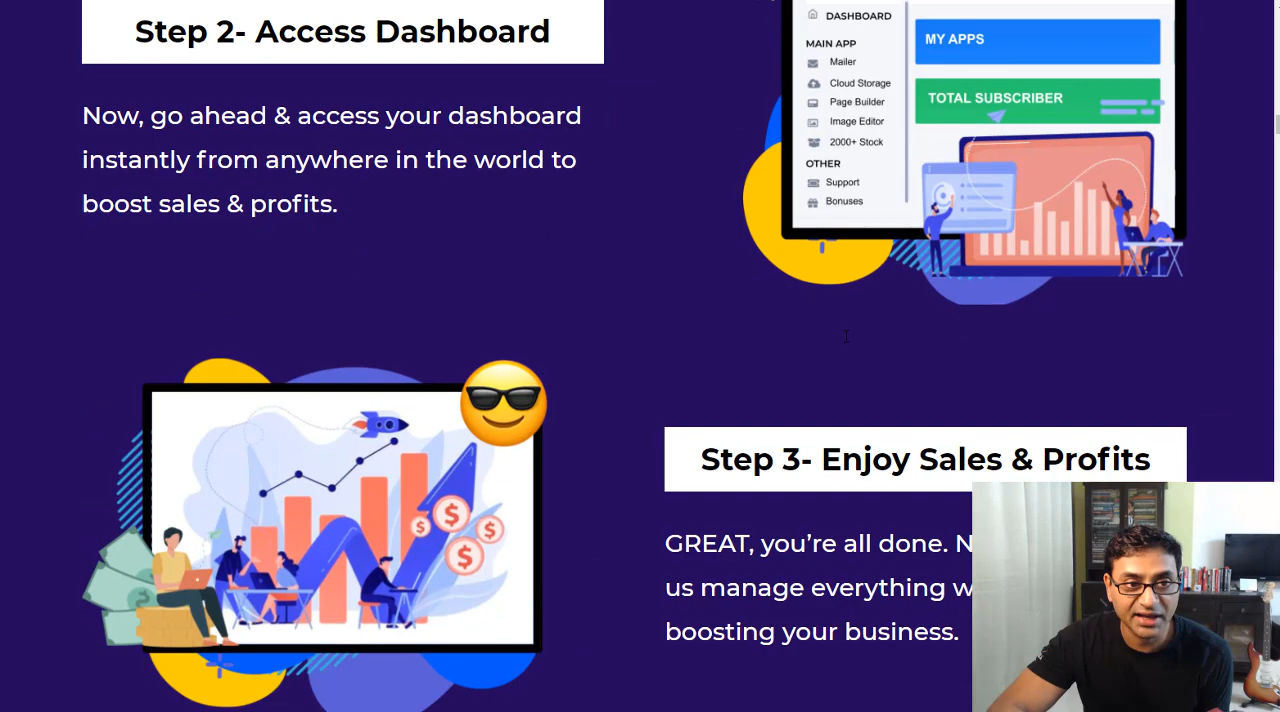 Step 2- Access Dashboard
Now, go ahead & access your dashboard
instantly from anywhere in the world to
boost sales & profits.
DASHBOARD
MAIN APP
Mailer
Cloud Storage
Page Builder
Image Editor
2000+ Stock
OTHER
Support
Bonuses
MY APPS
TOTAL SUBSCRIBER
Step 3- Enjoy Sales & Profits
GREAT, you're all done. N
us manage everything w
boosting your business.